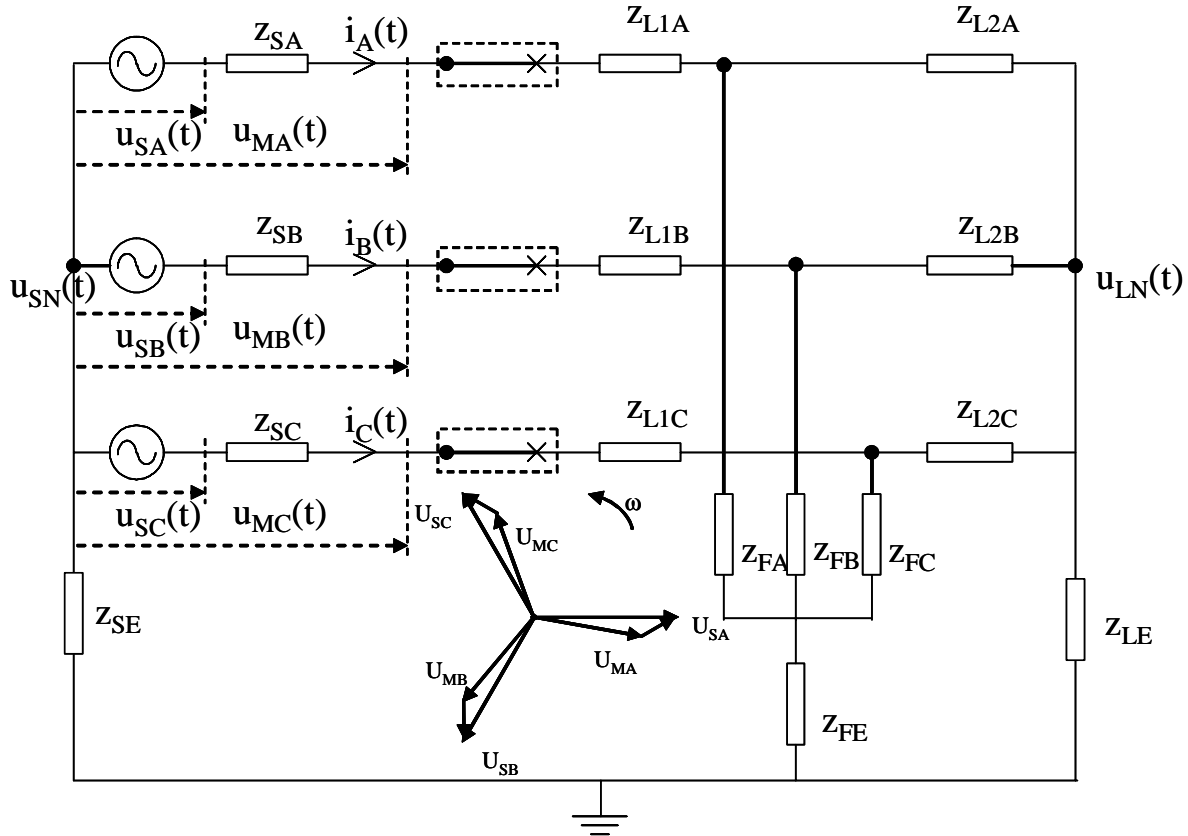 z_SA i_A(t) z_L1A z_L2A
u_SA(t) u_MA(t)
z_SB i_B(t) z_L1B z_L2B
u_SN(t) u_LN(t)
u_SB(t) u_MB(t)
z_SC i_C(t) z_L1C z_L2C
u_SC(t) u_MC(t)
U_SC U_MC ω
z_FA z_FB z_FC
z_SE z_LE
U_SA
U_MA
U_MB
z_FE
U_SB